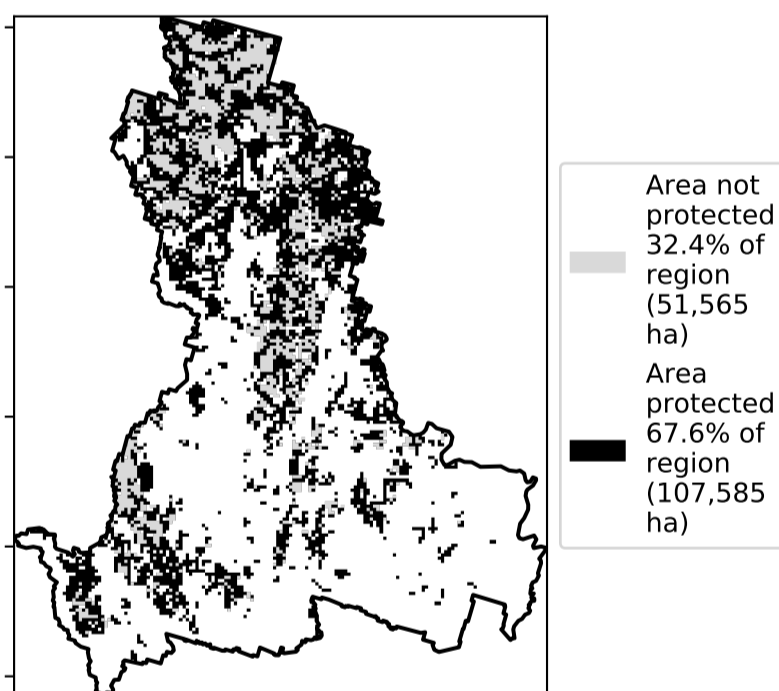 Area not
protected
32.4% of
region
(51,565
ha)
Area
protected
67.6% of
region
(107,585
ha)